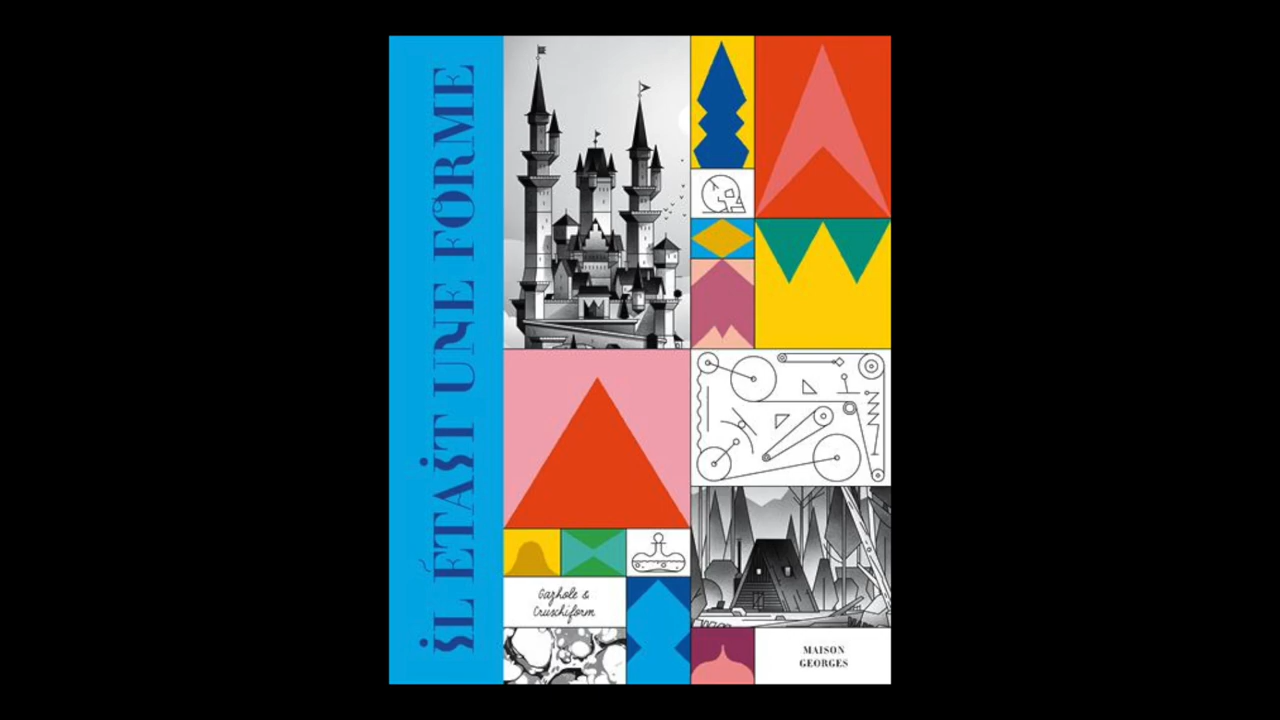 IL ÉTAIT UNE FORME
Gazhole &
Cruschiform
MAISON
GEORGES